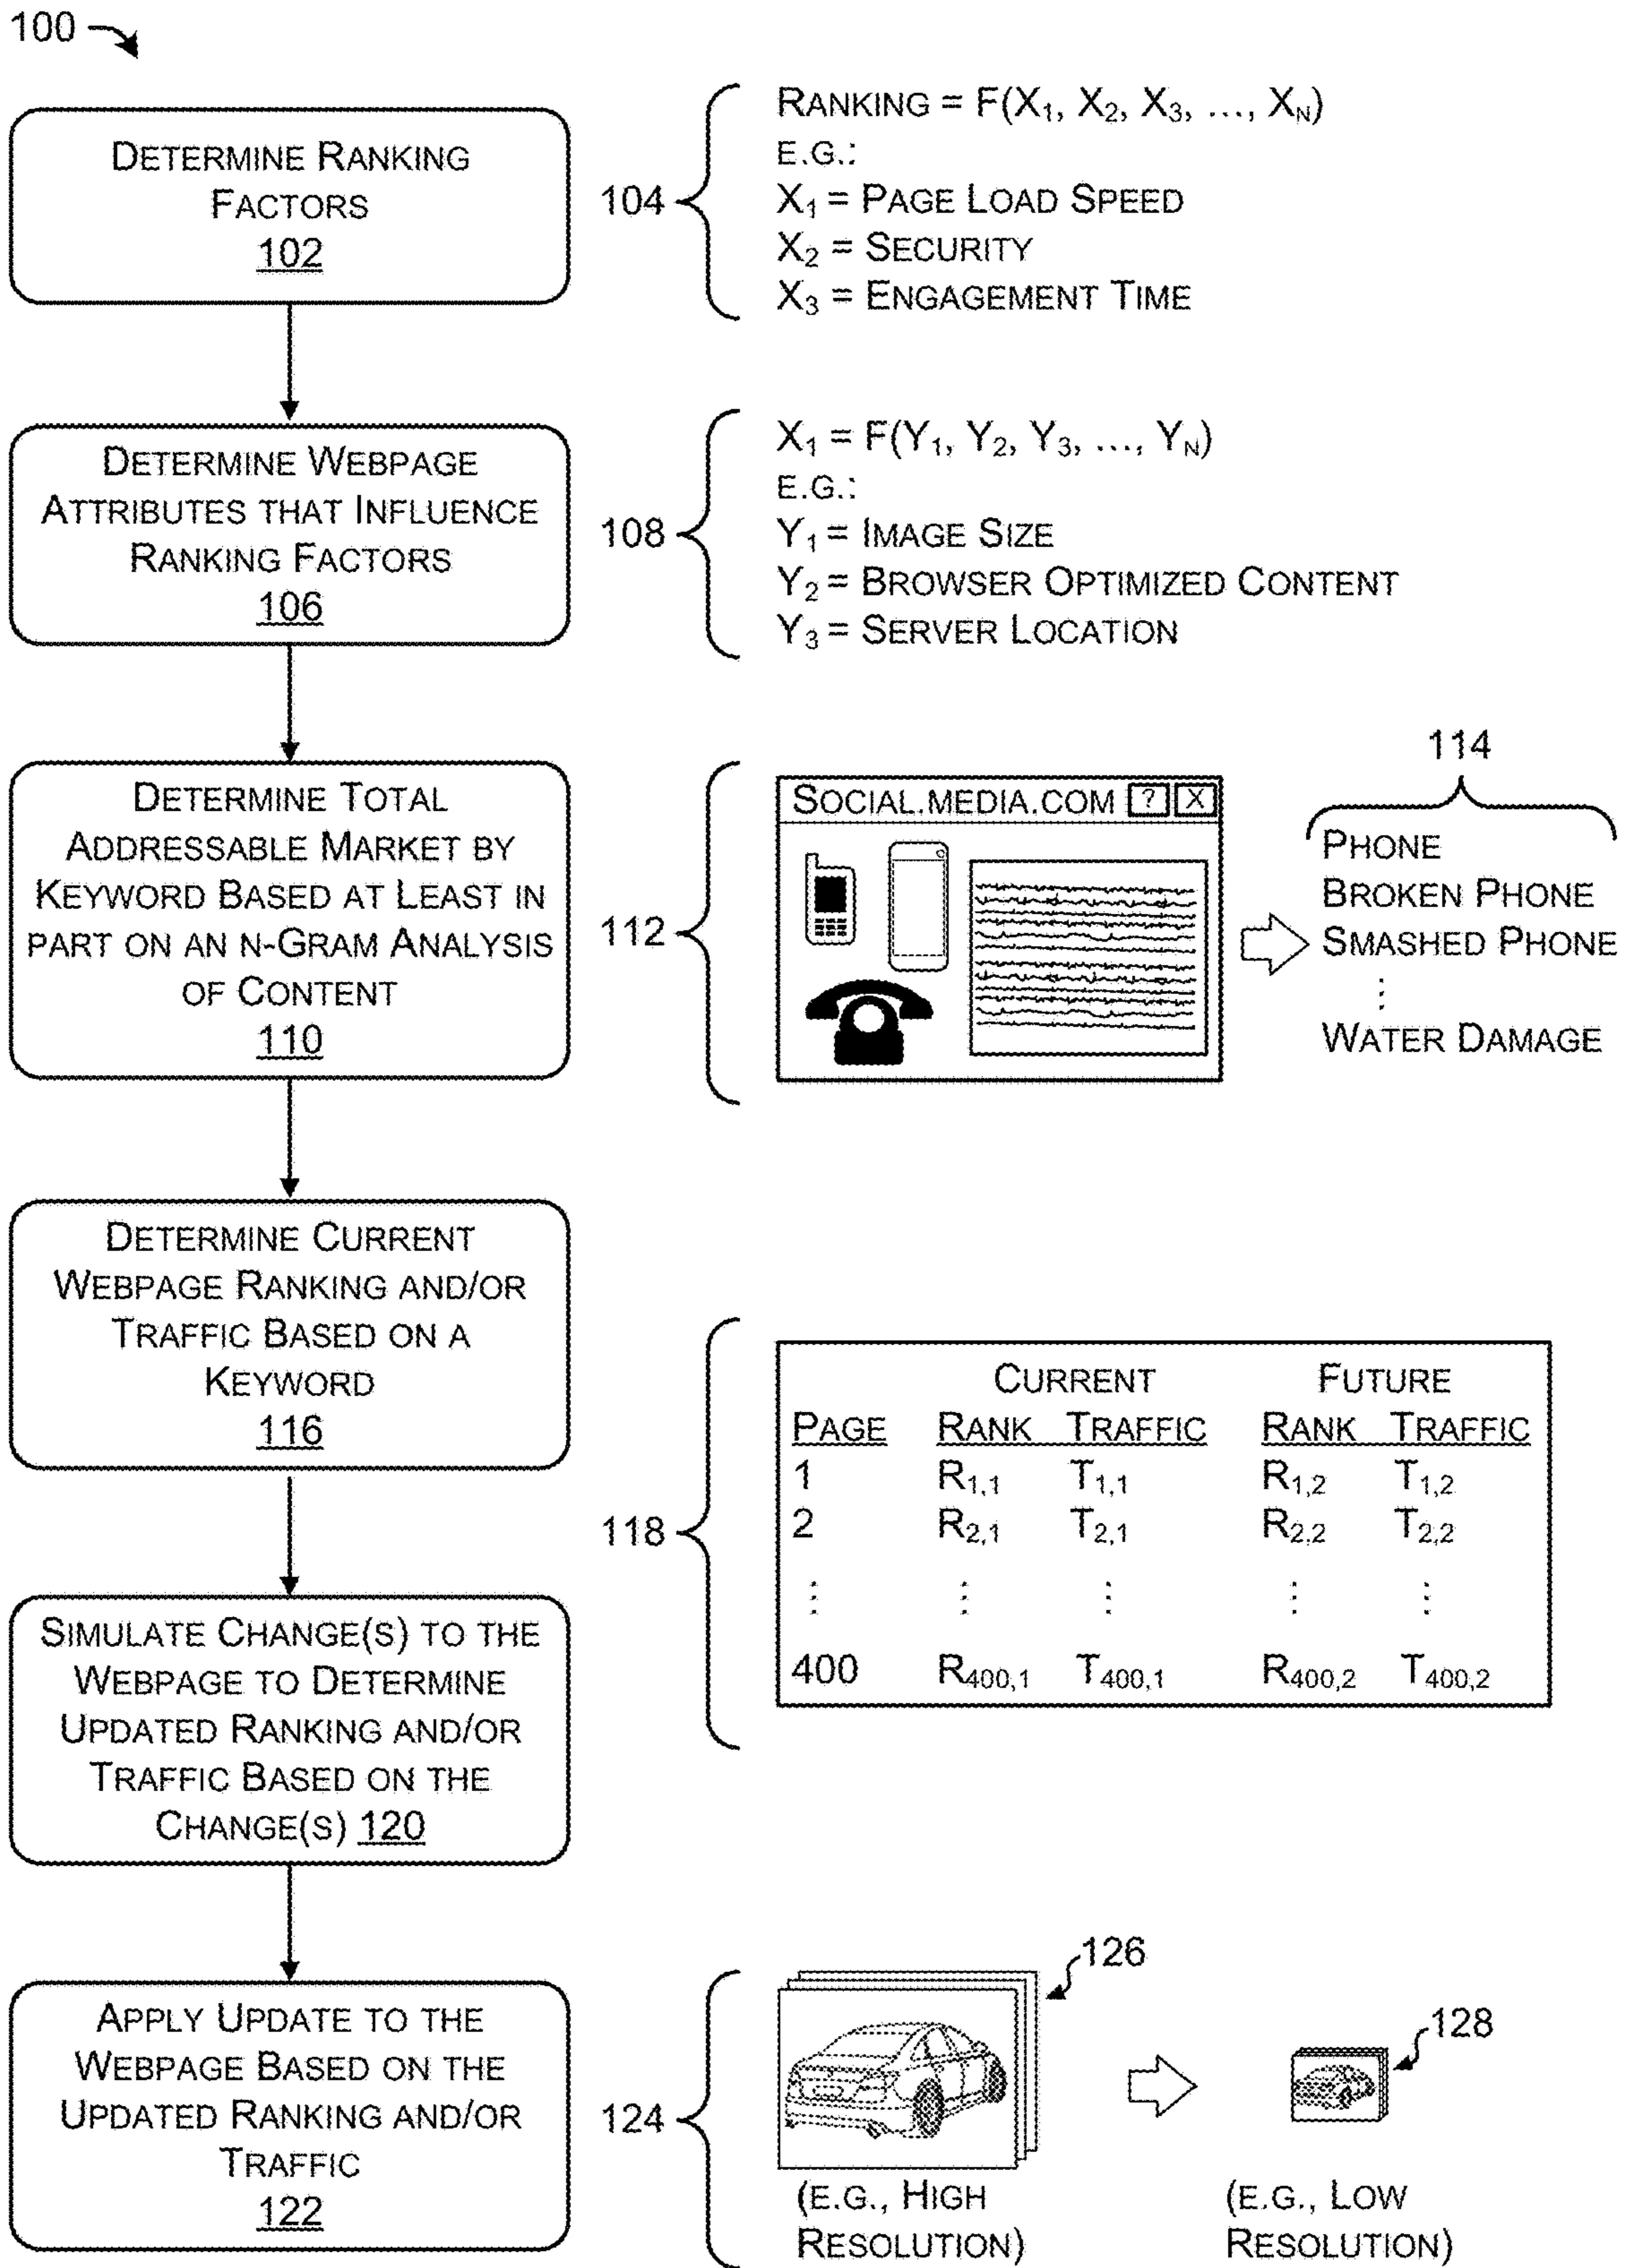 100
DETERMINE RANKING
FACTORS
102
104
RANKING = F(X1, X2, X3, ..., XN)
E.G.:
X1 = PAGE LOAD SPEED
X2 = SECURITY
X3 = ENGAGEMENT TIME
DETERMINE WEBPAGE
ATTRIBUTES THAT INFLUENCE
RANKING FACTORS
106
108
X1 = F(Y1, Y2, Y3, ..., YN)
E.G.:
Y1 = IMAGE SIZE
Y2 = BROWSER OPTIMIZED CONTENT
Y3 = SERVER LOCATION
DETERMINE TOTAL
ADDRESSABLE MARKET BY
KEYWORD BASED AT LEAST IN
PART ON AN N-GRAM ANALYSIS
OF CONTENT
110
112
SOCIAL.MEDIA.COM ? X
114
PHONE
BROKEN PHONE
SMASHED PHONE
⋮
WATER DAMAGE
DETERMINE CURRENT
WEBPAGE RANKING AND/OR
TRAFFIC BASED ON A
KEYWORD
116
118
CURRENT FUTURE
PAGE RANK TRAFFIC RANK TRAFFIC
1 R1,1 T1,1 R1,2 T1,2
2 R2,1 T2,1 R2,2 T2,2
⋮ ⋮ ⋮ ⋮ ⋮
400 R400,1 T400,1 R400,2 T400,2
SIMULATE CHANGE(S) TO THE
WEBPAGE TO DETERMINE
UPDATED RANKING AND/OR
TRAFFIC BASED ON THE
CHANGE(S) 120
APPLY UPDATE TO THE
WEBPAGE BASED ON THE
UPDATED RANKING AND/OR
TRAFFIC
122
124
126
128
(E.G., HIGH
RESOLUTION)
(E.G., LOW
RESOLUTION)